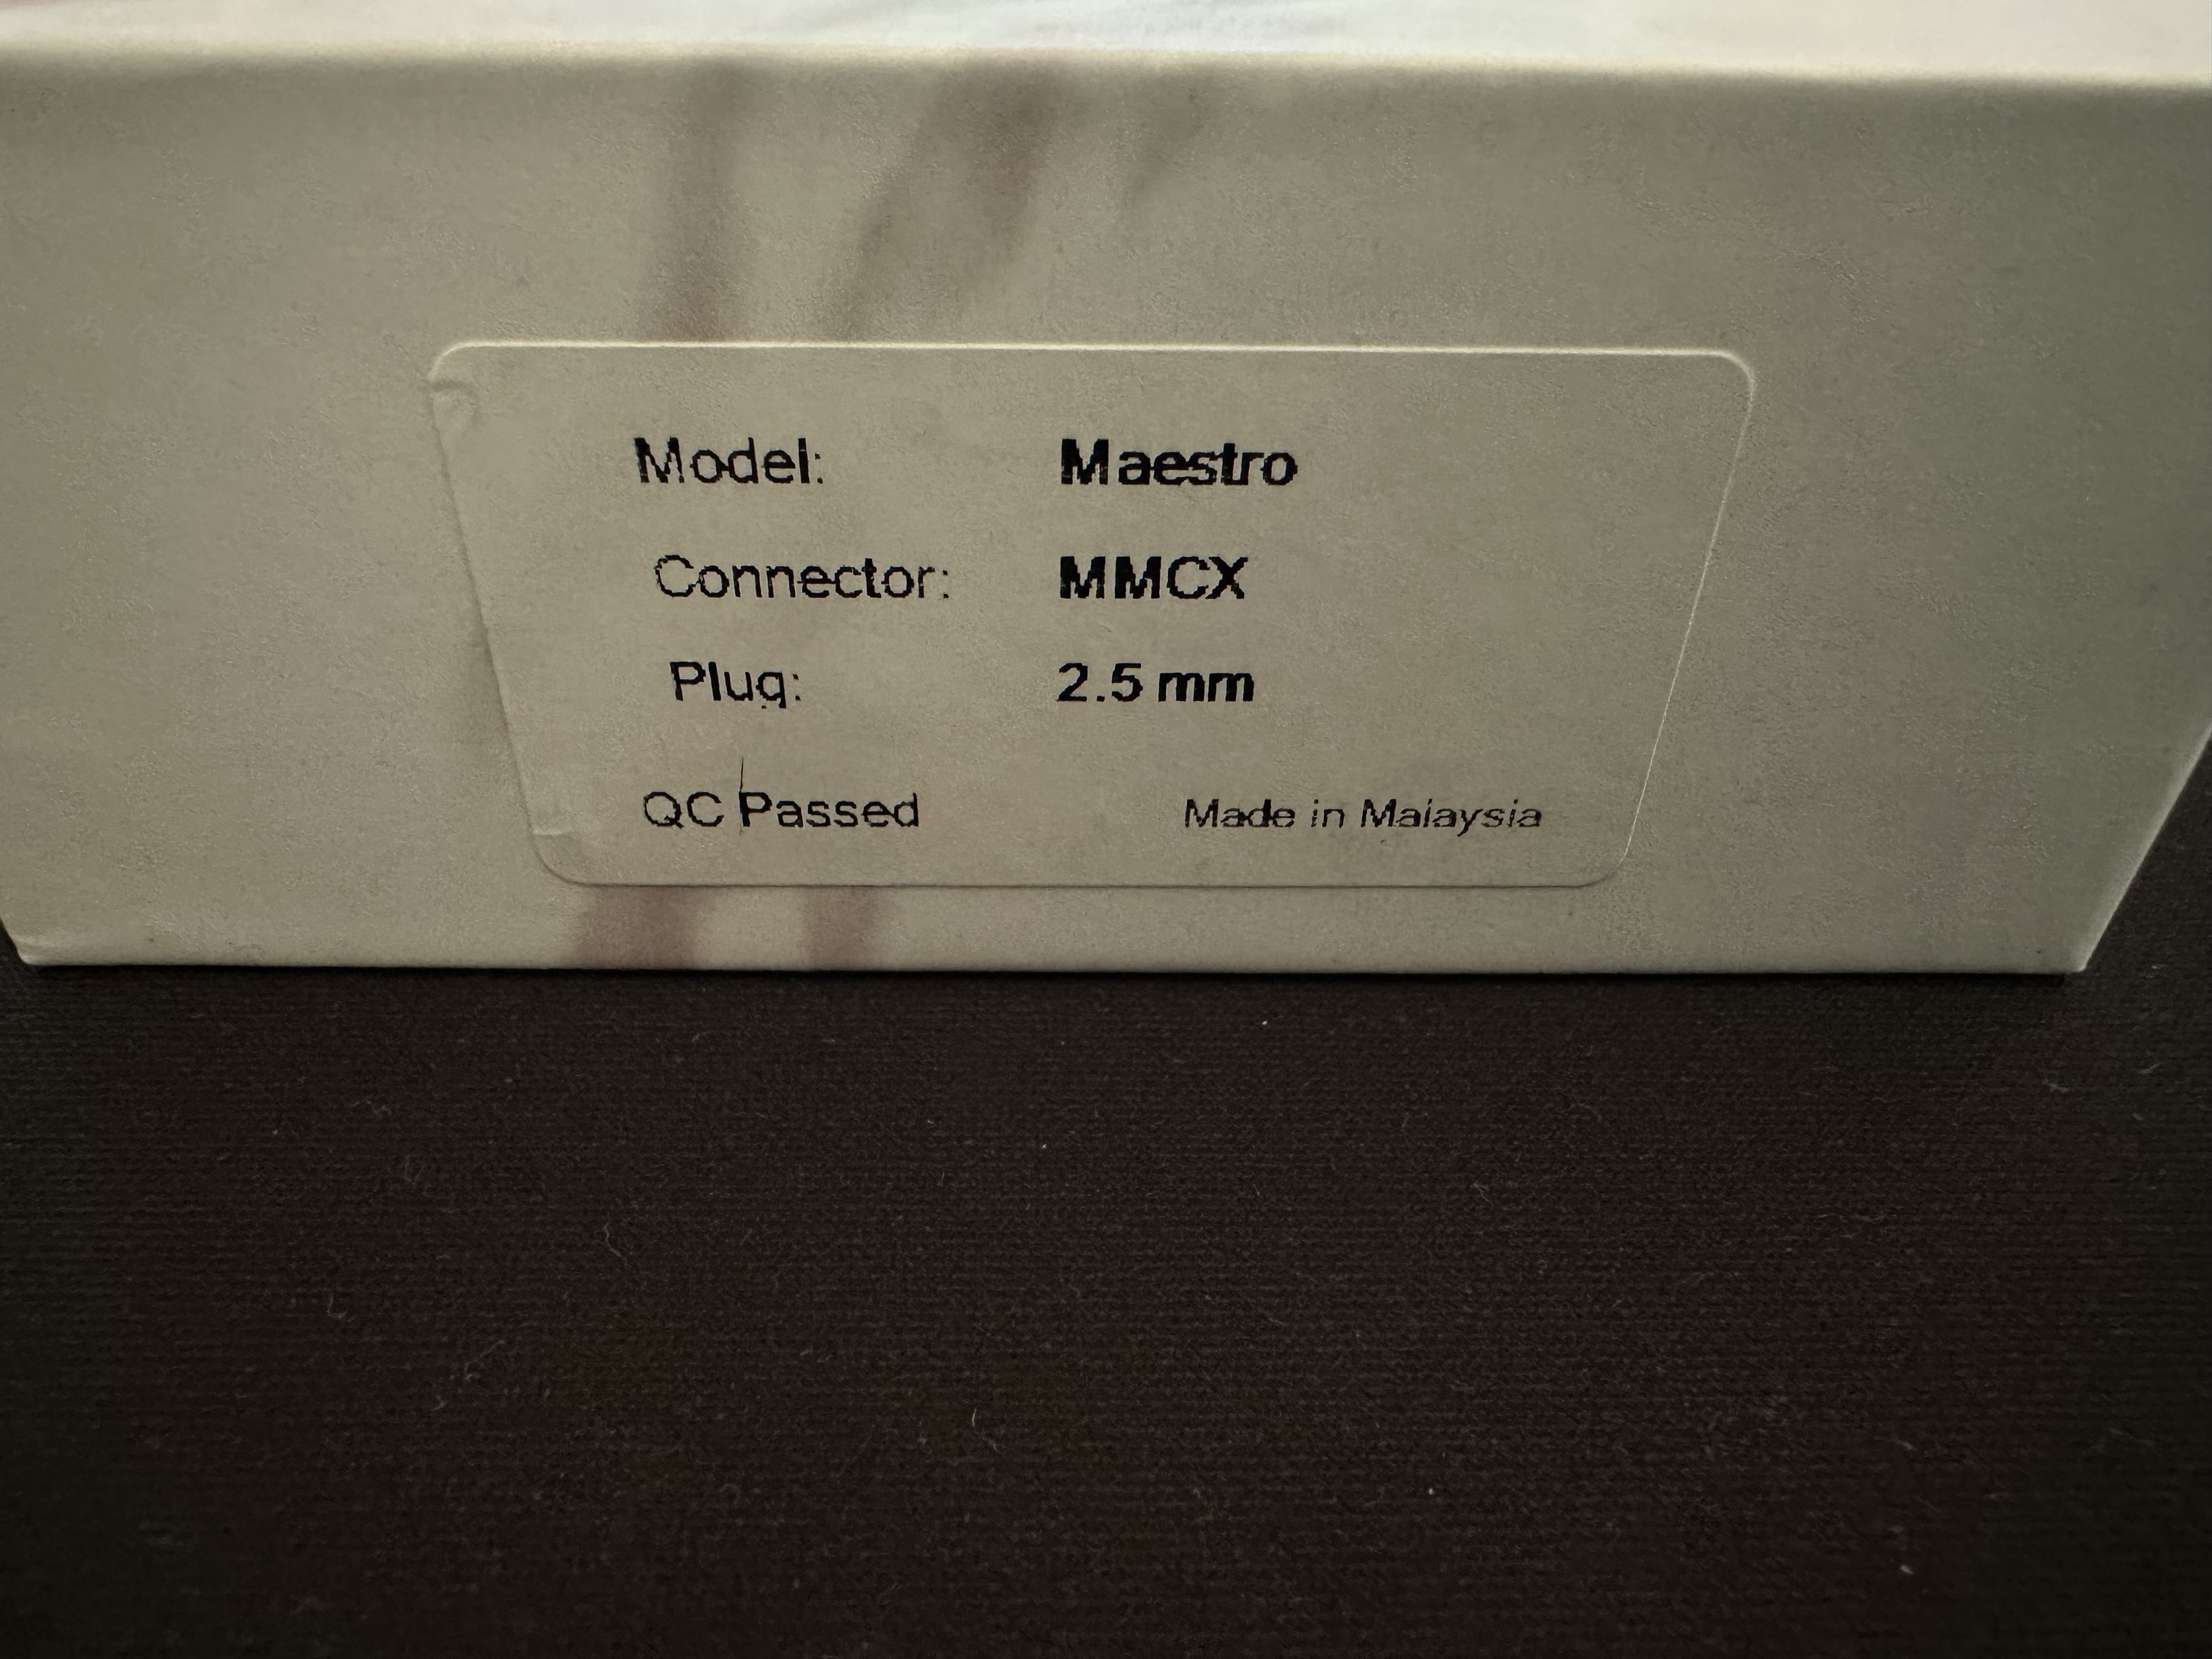 Model: Maestro
Connector: MMCX
Plug: 2.5 mm
QC Passed Made in Malaysia